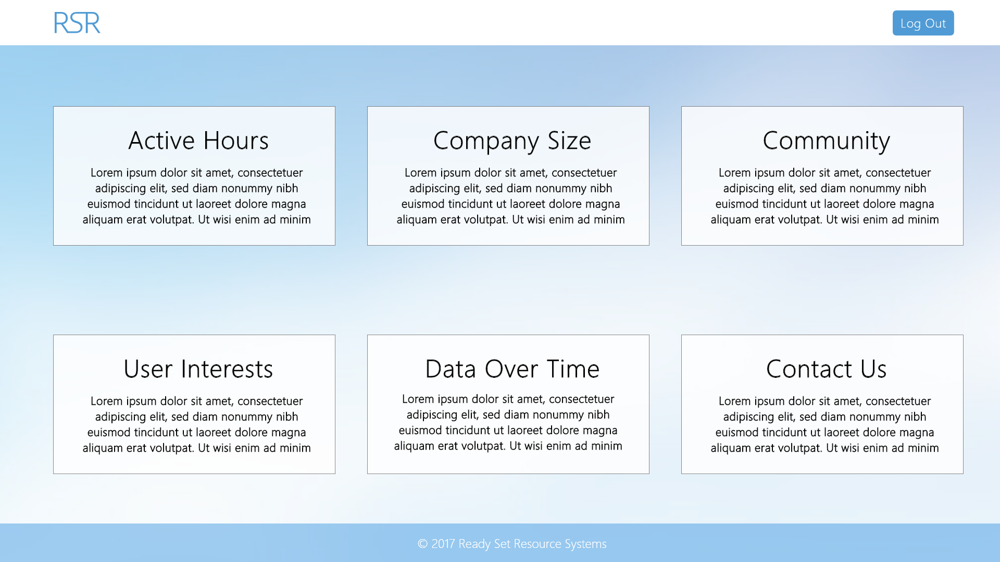 RSR
Log Out
Active Hours
Lorem ipsum dolor sit amet, consectetuer
adipiscing elit, sed diam nonummy nibh
euismod tincidunt ut laoreet dolore magna
aliquam erat volutpat. Ut wisi enim ad minim
Company Size
Lorem ipsum dolor sit amet, consectetuer
adipiscing elit, sed diam nonummy nibh
euismod tincidunt ut laoreet dolore magna
aliquam erat volutpat. Ut wisi enim ad minim
Community
Lorem ipsum dolor sit amet, consectetuer
adipiscing elit, sed diam nonummy nibh
euismod tincidunt ut laoreet dolore magna
aliquam erat volutpat. Ut wisi enim ad minim
User Interests
Lorem ipsum dolor sit amet, consectetuer
adipiscing elit, sed diam nonummy nibh
euismod tincidunt ut laoreet dolore magna
aliquam erat volutpat. Ut wisi enim ad minim
Data Over Time
Lorem ipsum dolor sit amet, consectetuer
adipiscing elit, sed diam nonummy nibh
euismod tincidunt ut laoreet dolore magna
aliquam erat volutpat. Ut wisi enim ad minim
Contact Us
Lorem ipsum dolor sit amet, consectetuer
adipiscing elit, sed diam nonummy nibh
euismod tincidunt ut laoreet dolore magna
aliquam erat volutpat. Ut wisi enim ad minim
© 2017 Ready Set Resource Systems